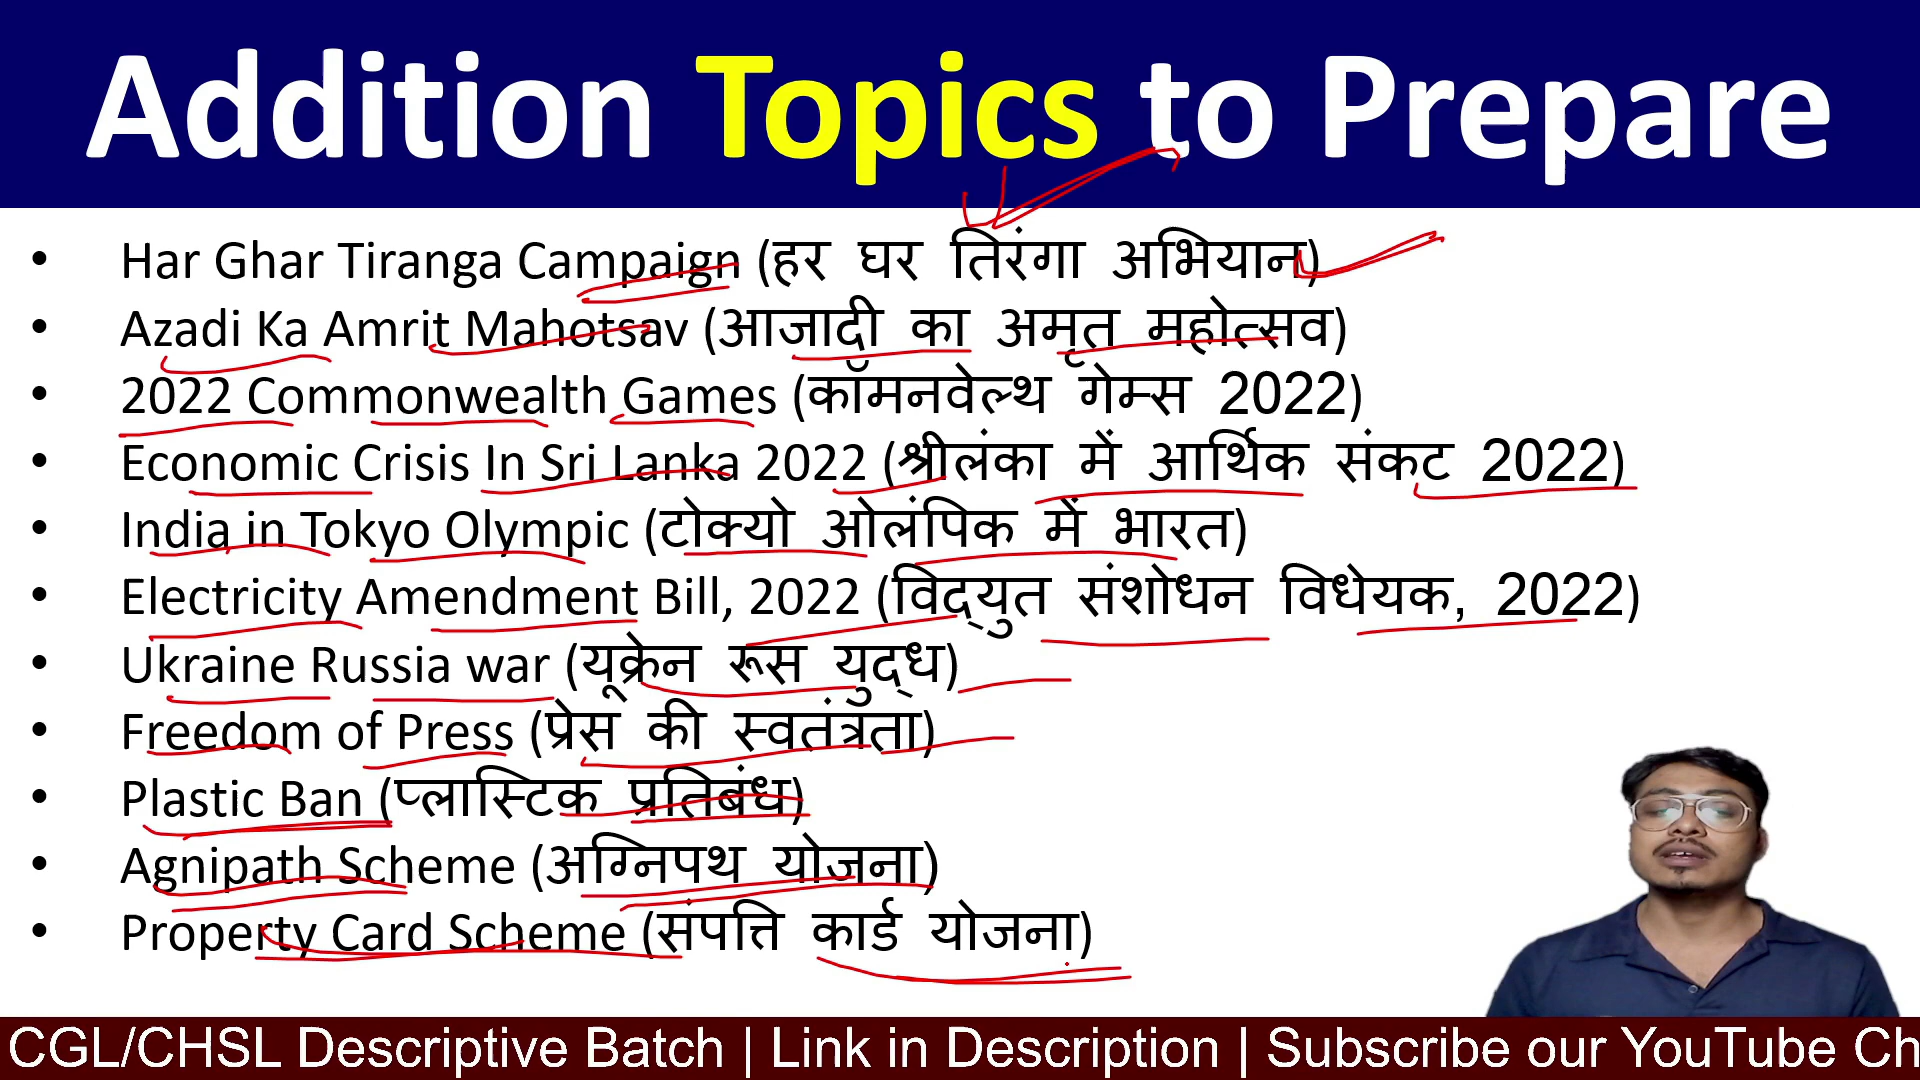 Addition Topics to Prepare
• Har Ghar Tiranga Campaign (हर घर तिरंगा अभियान)
• Azadi Ka Amrit Mahotsav (आजादी का अमृत महोत्सव)
• 2022 Commonwealth Games (कॉमनवेल्थ गेम्स 2022)
• Economic Crisis In Sri Lanka 2022 (श्रीलंका में आर्थिक संकट 2022)
• India in Tokyo Olympic (टोक्यो ओलंपिक में भारत)
• Electricity Amendment Bill, 2022 (विद्युत संशोधन विधेयक, 2022)
• Ukraine Russia war (यूक्रेन रूस युद्ध)
• Freedom of Press (प्रेस की स्वतंत्रता)
• Plastic Ban (प्लास्टिक प्रतिबंध)
• Agnipath Scheme (अग्निपथ योजना)
• Property Card Scheme (संपत्ति कार्ड योजना)
CGL/CHSL Descriptive Batch | Link in Description | Subscribe our YouTube Ch